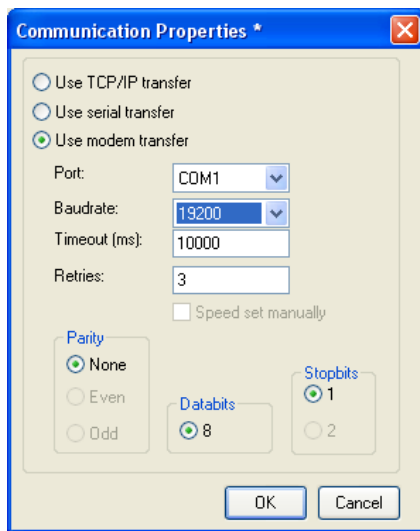 Communication Properties *
Use TCP/IP transfer
Use serial transfer
Use modem transfer
Port: COM1
Baudrate: 19200
Timeout (ms): 10000
Retries: 3
Speed set manually
Parity
None
Even
Odd
Databits
8
Stopbits
1
2
OK Cancel